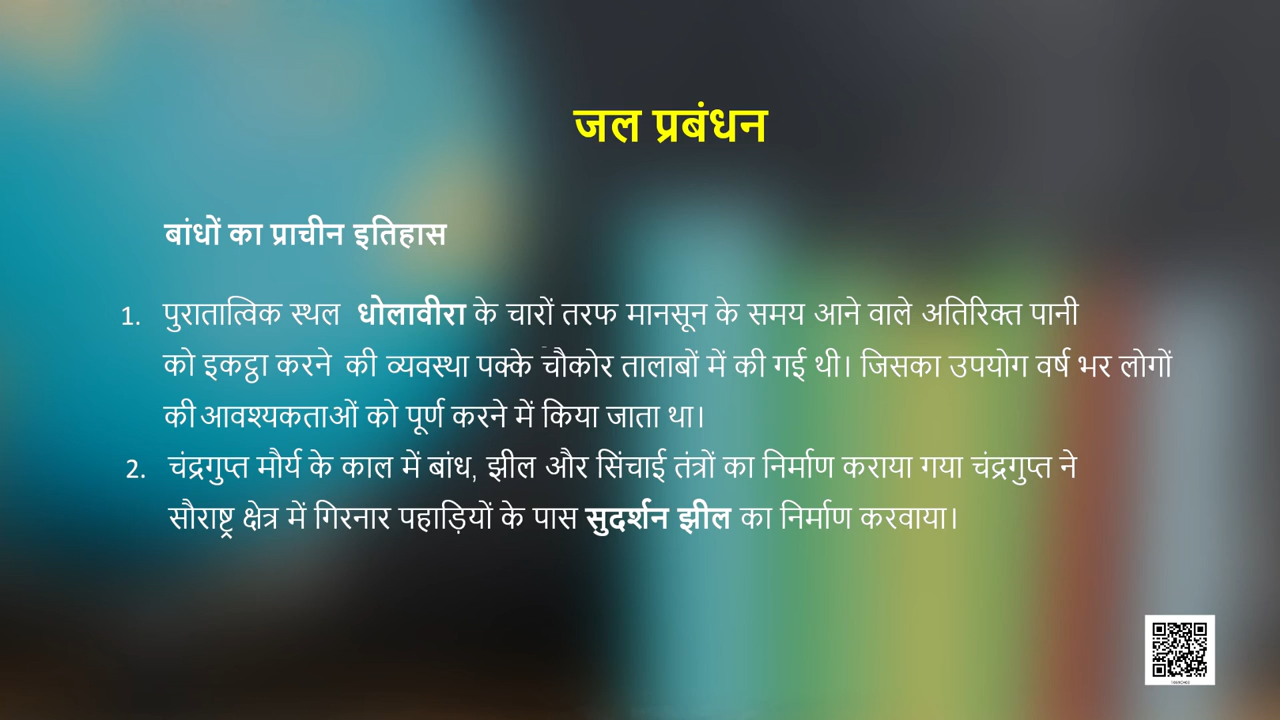 जल प्रबंधन
बांधों का प्राचीन इतिहास
1. पुरातात्विक स्थल धोलावीरा के चारों तरफ मानसून के समय आने वाले अतिरिक्त पानी
को इकट्ठा करने की व्यवस्था पक्के चौकोर तालाबों में की गई थी। जिसका उपयोग वर्ष भर लोगों
की आवश्यकताओं को पूर्ण करने में किया जाता था।
2. चंद्रगुप्त मौर्य के काल में बांध, झील और सिंचाई तंत्रों का निर्माण कराया गया चंद्रगुप्त ने
सौराष्ट्र क्षेत्र में गिरनार पहाड़ियों के पास सुदर्शन झील का निर्माण करवाया।